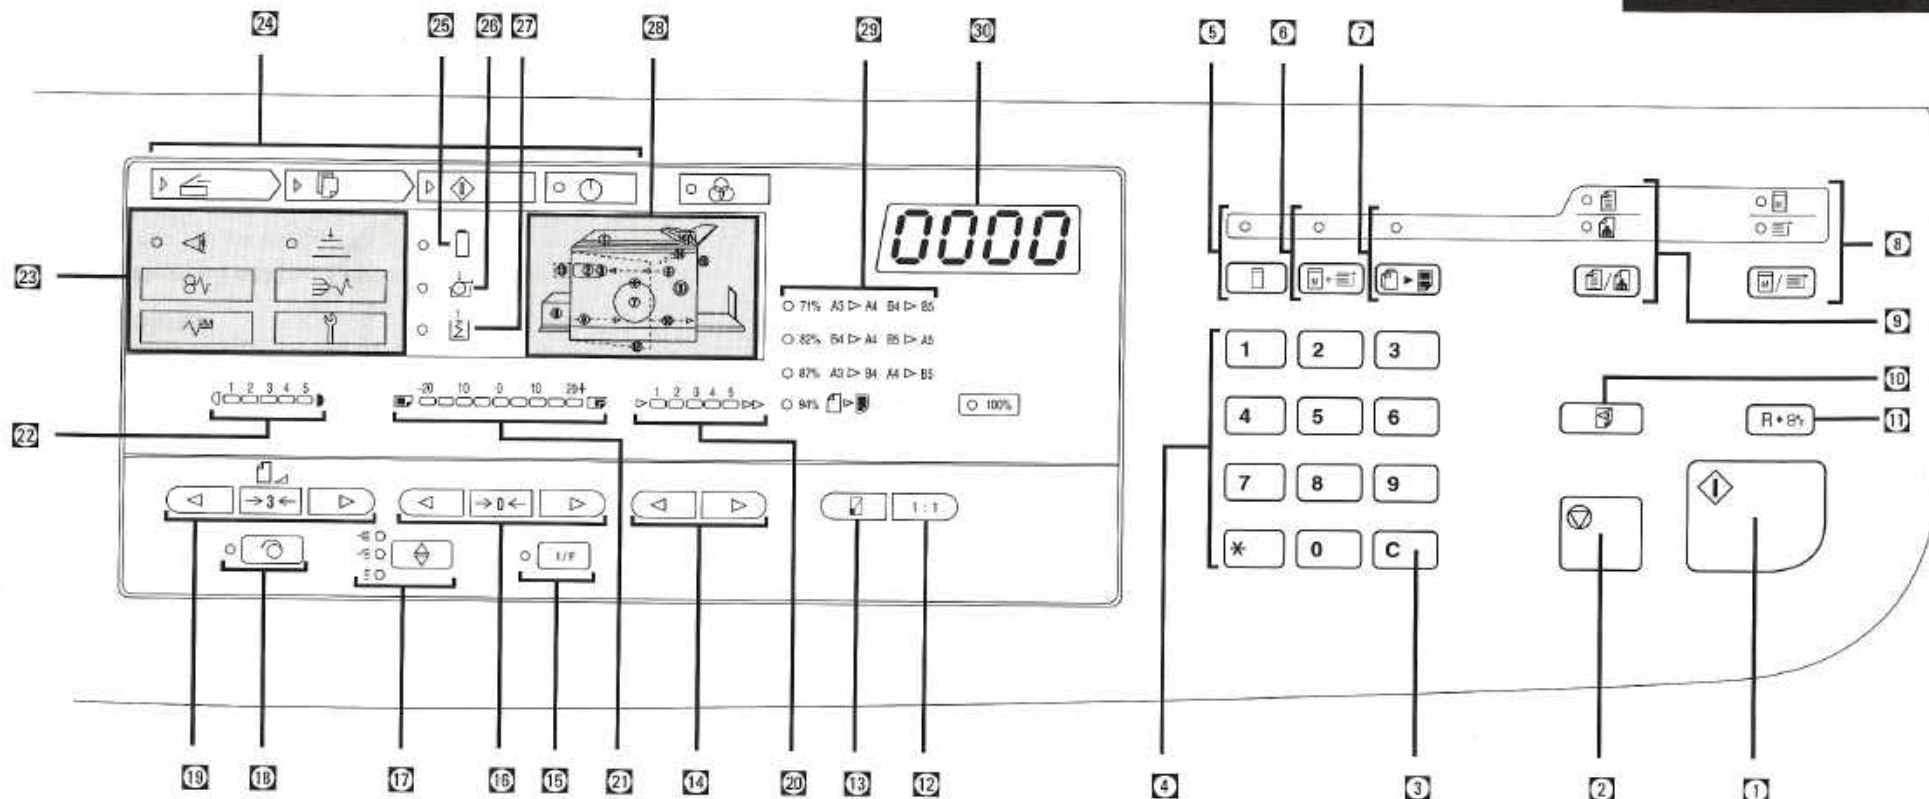 24 25 26 27 28 29 30 5 6 7
0000
M + M /
8
23
9
71% A3 ▷ A4 B4 ▷ B5
82% B4 ▷ A4 B5 ▷ A5
87% A3 ▷ B4 A4 ▷ B5
94% ▷ 100%
1 2 3 4 5
-20 10 0 10 20+
1 2 3 4 5
22
1 2 3
4 5 6
7 8 9
* 0 C
10
R + 11
→ 3 ← → 0 ← 1 : 1
I/F
19 18 17 16 21 15 14 20 13 12 4 3 2 1